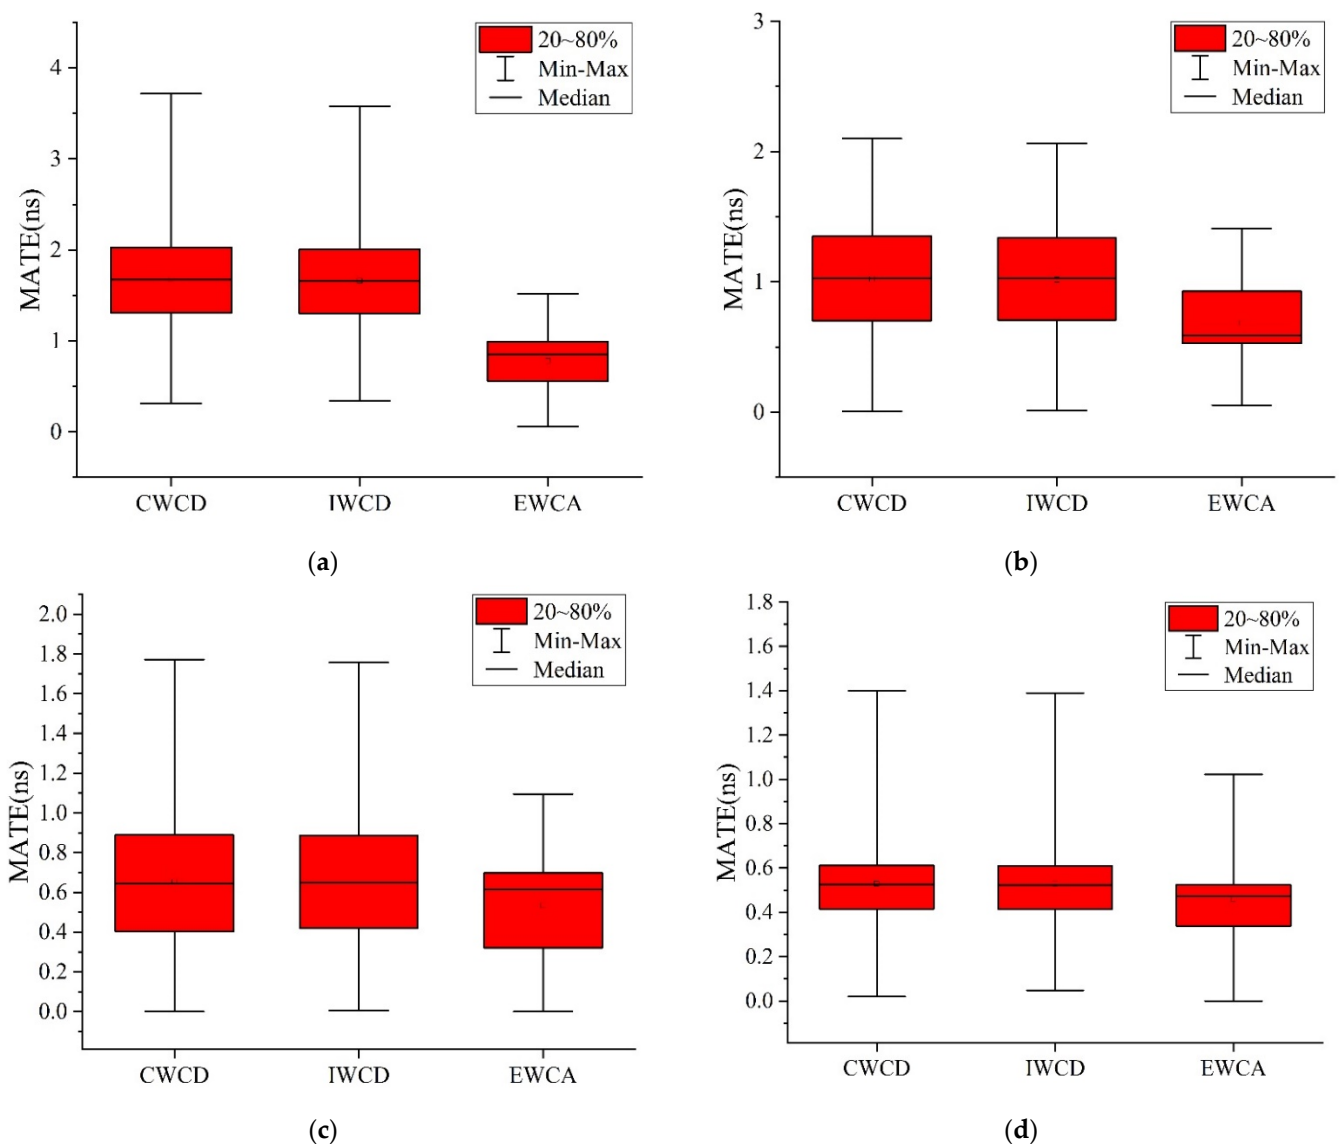 20~80%
Min-Max
Median
4
3
2
1
0
MATE(ns)
CWCD IWCD EWCA
(a)
20~80%
Min-Max
Median
3
2
1
0
MATE(ns)
CWCD IWCD EWCA
(b)
20~80%
Min-Max
Median
2.0
1.8
1.6
1.4
1.2
1.0
0.8
0.6
0.4
0.2
0.0
MATE(ns)
CWCD IWCD EWCA
(c)
20~80%
Min-Max
Median
1.8
1.6
1.4
1.2
1.0
0.8
0.6
0.4
0.2
0.0
MATE(ns)
CWCD IWCD EWCA
(d)